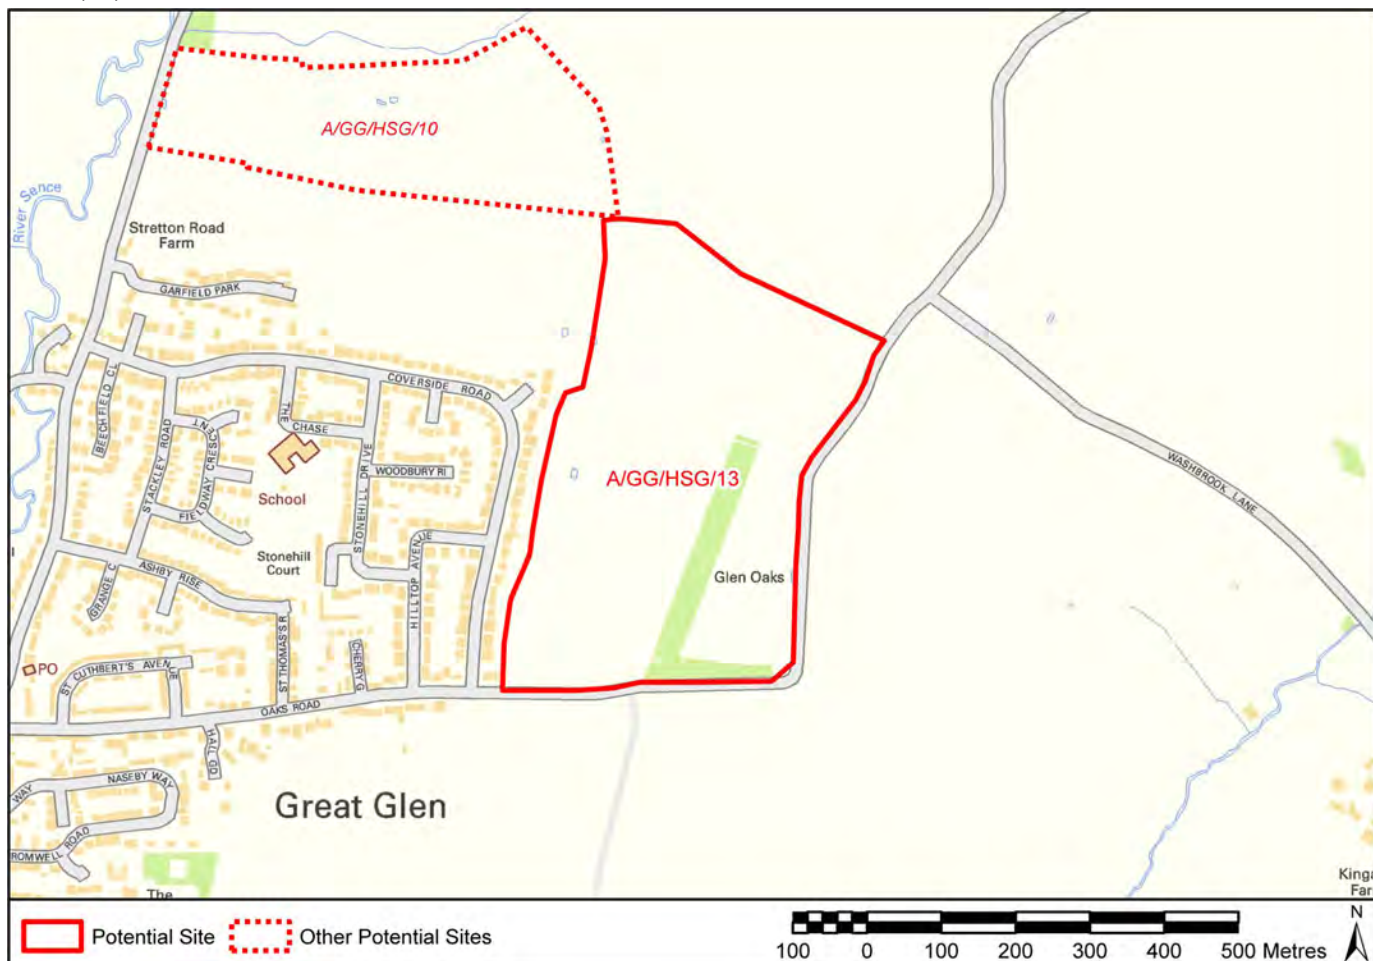 A/GG/HSG/10
River Sence
Stretton Road
Farm
GARFIELD PARK
COVERSIDE ROAD
BEECHFIELD CL
THE
CHASE
STACKLEY ROAD
FIELDWAY CRESCENT
School
STONEHILL DRIVE
WOODBURY RI
A/GG/HSG/13
WASHBROOK LANE
Stonehill
Court
HILLTOP AVENUE
ASHBY RISE
GRANGE C
Glen Oaks
PO
ST CUTHBERT'S AVENUE
ST THOMAS'S R
CHERRY G
OAKS ROAD
HALL GD
NASEBY WAY
WAY
ROMWELL ROAD
Great Glen
The
Kinga
Far
Potential Site
Other Potential Sites
100 0 100 200 300 400 500 Metres
N